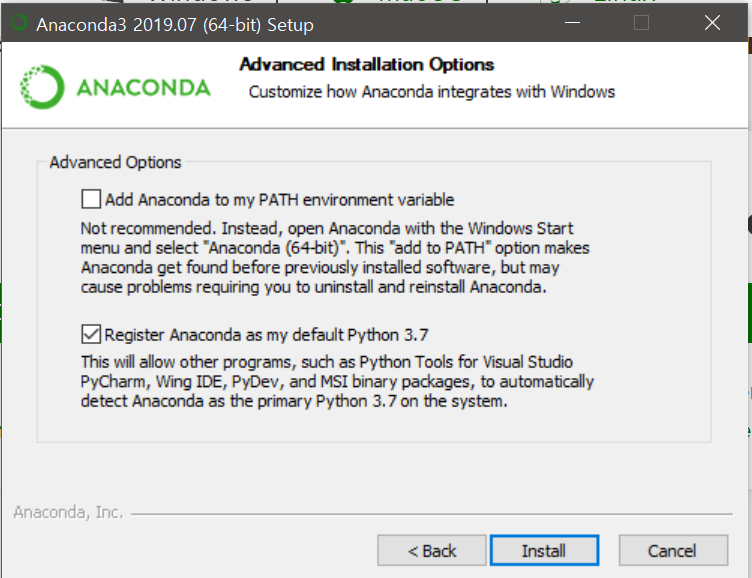 Anaconda3 2019.07 (64-bit) Setup
ANACONDA
Advanced Installation Options
Customize how Anaconda integrates with Windows
Advanced Options
Add Anaconda to my PATH environment variable
Not recommended. Instead, open Anaconda with the Windows Start
menu and select "Anaconda (64-bit)". This "add to PATH" option makes
Anaconda get found before previously installed software, but may
cause problems requiring you to uninstall and reinstall Anaconda.
Register Anaconda as my default Python 3.7
This will allow other programs, such as Python Tools for Visual Studio
PyCharm, Wing IDE, PyDev, and MSI binary packages, to automatically
detect Anaconda as the primary Python 3.7 on the system.
Anaconda, Inc.
< Back
Install
Cancel